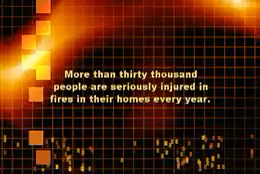 More than thirty thousand
people are seriously injured in
fires in their homes every year.